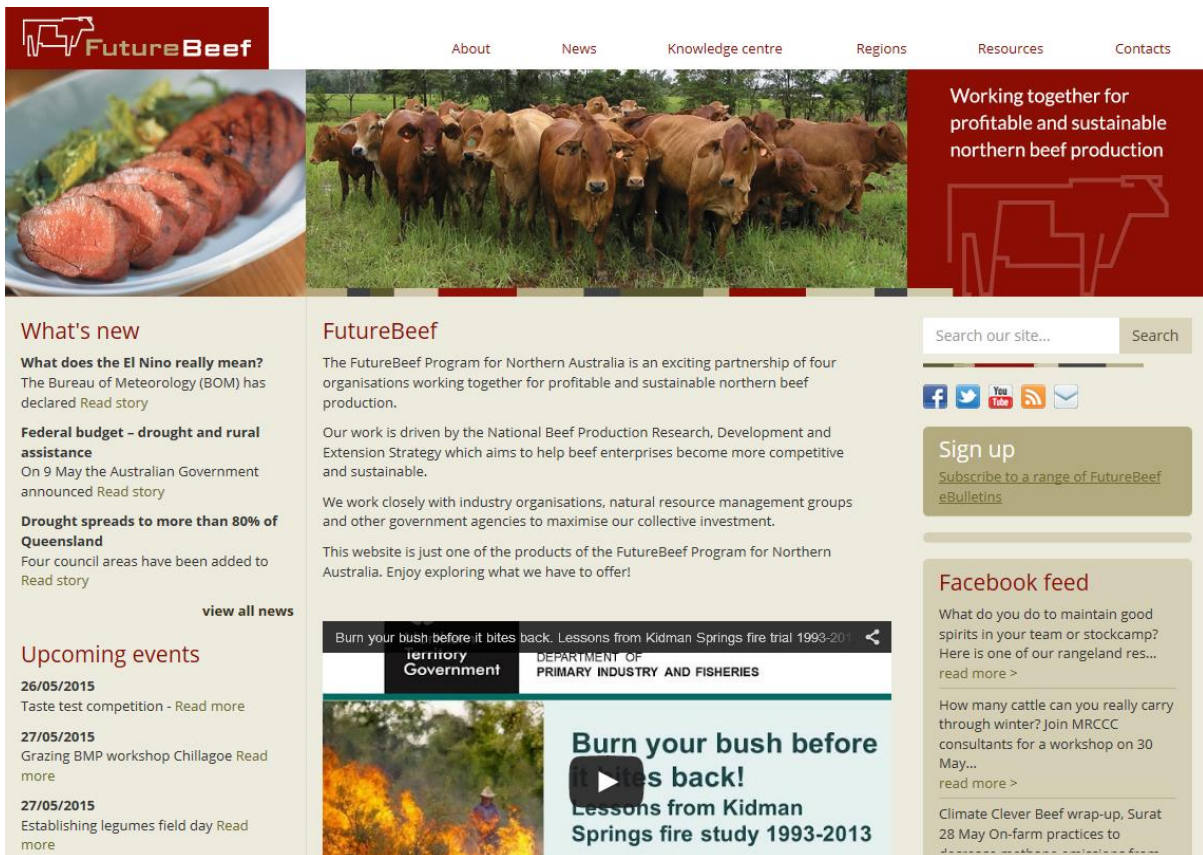 FutureBeef
About
News
Knowledge centre
Regions
Resources
Contacts
Working together for
profitable and sustainable
northern beef production
What's new
What does the El Nino really mean?
The Bureau of Meteorology (BOM) has
declared Read story
Federal budget – drought and rural
assistance
On 9 May the Australian Government
announced Read story
Drought spreads to more than 80% of
Queensland
Four council areas have been added to
Read story
view all news
Upcoming events
26/05/2015
Taste test competition - Read more
27/05/2015
Grazing BMP workshop Chillagoe Read
more
27/05/2015
Establishing legumes field day Read
more
FutureBeef
The FutureBeef Program for Northern Australia is an exciting partnership of four
organisations working together for profitable and sustainable northern beef
production.
Our work is driven by the National Beef Production Research, Development and
Extension Strategy which aims to help beef enterprises become more competitive
and sustainable.
We work closely with industry organisations, natural resource management groups
and other government agencies to maximise our collective investment.
This website is just one of the products of the FutureBeef Program for Northern
Australia. Enjoy exploring what we have to offer!
Burn your bush before it bites back. Lessons from Kidman Springs fire trial 1993-201
Territory
Government
DEPARTMENT OF
PRIMARY INDUSTRY AND FISHERIES
Burn your bush before
it bites back!
Lessons from Kidman
Springs fire study 1993-2013
Search our site...
Search
You
Tube
Sign up
Subscribe to a range of FutureBeef
eBulletins
Facebook feed
What do you do to maintain good
spirits in your team or stockcamp?
Here is one of our rangeland res...
read more >
How many cattle can you really carry
through winter? Join MRCCC
consultants for a workshop on 30
May...
read more >
Climate Clever Beef wrap-up, Surat
28 May On-farm practices to
decrease methane emissions from